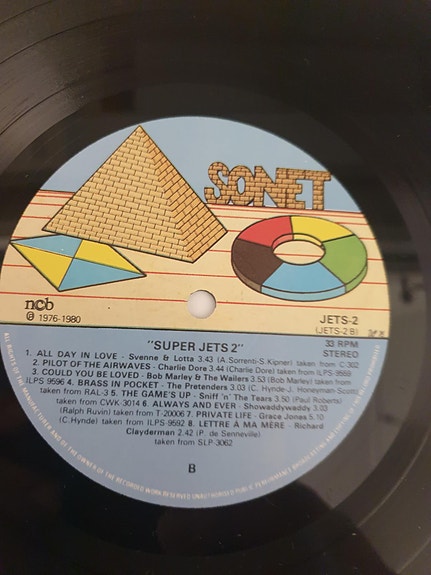 SONET
ncb
℗ 1976-1980
JETS-2
(JETS-2 B)
"SUPER JETS 2"
33 RPM
STEREO
1. ALL DAY IN LOVE - Svenne & Lotta 3.43 (A.Sorrenti-S.Kipner) taken from C-302
2. PILOT OF THE AIRWAVES - Charlie Dore 3.44 (Charlie Dore) taken from ILPS-9559
3. COULD YOU BE LOVED - Bob Marley & The Wailers 3.53 (Bob Marley) taken from
ILPS 9596 4. BRASS IN POCKET - The Pretenders 3.03 (C. Hynde-J. Honeyman-Scott)
taken from RAL-3 5. THE GAME'S UP - Sniff 'n' The Tears 3.50 (Paul Roberts)
taken from CWK-3014 6. ALWAYS AND EVER - Showaddywaddy 3.03
(Ralph Ruvin) taken from T-20006 7. PRIVATE LIFE - Grace Jones 5.10
(C.Hynde) taken from ILPS-9592 8. LETTRE À MA MÈRE - Richard
Clayderman 2.42 (P. de Senneville)
taken from SLP-3062
B